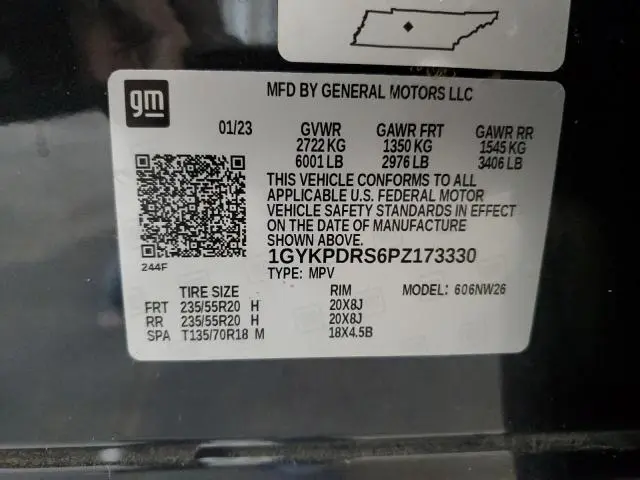 gm
MFD BY GENERAL MOTORS LLC
01/23 GVWR GAWR FRT GAWR RR
2722 KG 1350 KG 1545 KG
6001 LB 2976 LB 3406 LB
THIS VEHICLE CONFORMS TO ALL
APPLICABLE U.S. FEDERAL MOTOR
VEHICLE SAFETY STANDARDS IN EFFECT
ON THE DATE OF MANUFACTURE
SHOWN ABOVE.
1GYKPDRS6PZ173330
244F
TYPE: MPV
TIRE SIZE RIM MODEL: 606NW26
FRT 235/55R20 H 20X8J
RR 235/55R20 H 20X8J
SPA T135/70R18 M 18X4.5B